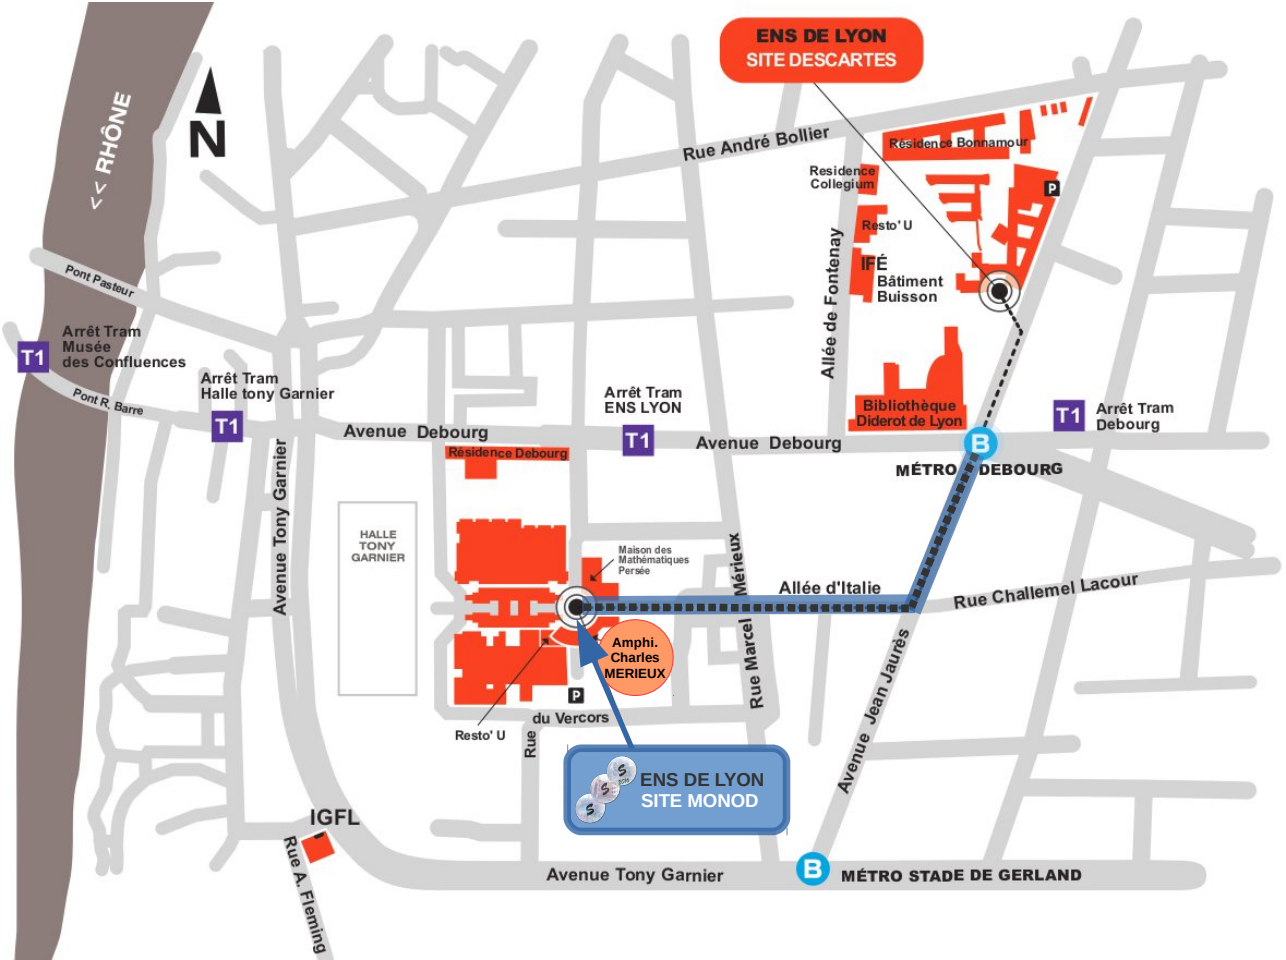 ENS DE LYON
SITE DESCARTES
<< RHÔNE
N
Rue André Bollier
Résidence Bonnamour
Residence
Collegium
P
Resto' U
IFÉ
Bâtiment
Buisson
Allée de Fontenay
Pont Pasteur
Arrêt Tram
Musée
des Confluences
T1
Pont R. Barre
Arrêt Tram
Halle tony Garnier
T1
Arrêt Tram
ENS LYON
T1
Bibliothèque
Diderot de Lyon
T1
Arrêt Tram
Debourg
Avenue Debourg
Avenue Debourg
B
MÉTRO DEBOURG
Résidence Debourg
Avenue Tony Garnier
HALLE
TONY
GARNIER
Maison des
Mathématiques
Persée
Rue Marcel Mérieux
Allée d'Italie
Rue Challemel Lacour
Amphi.
Charles
MERIEUX
Avenue Jean Jaurès
P
Resto' U
Rue du Vercors
ENS DE LYON
SITE MONOD
IGFL
Rue A. Fleming
Avenue Tony Garnier
B
MÉTRO STADE DE GERLAND